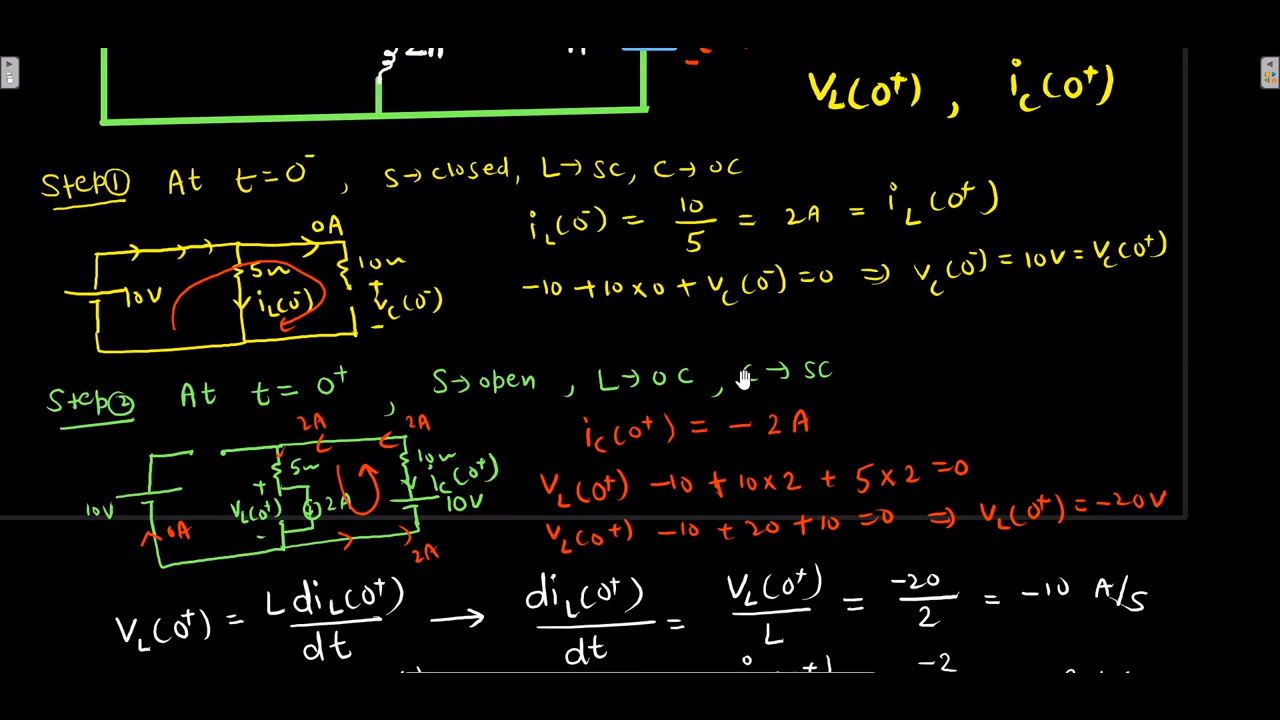 2H
VL(0⁺) , ic(0⁺)
Step① At t=0⁻ , S→closed, L→SC, C→OC
iL(0⁻) = 10/5 = 2A = iL(0⁺)
-10 + 10×0 + Vc(0⁻) = 0 ⇒ Vc(0⁻) = 10V = Vc(0⁺)
0A
10V
5Ω
iL(0⁻)
10Ω
+
Vc(0⁻)
-
Step② At t=0⁺ , S→open , L→OC , C→SC
ic(0⁺) = -2A
VL(0⁺) -10 + 10×2 + 5×2 = 0
VL(0⁺) -10 + 20 + 10 = 0 ⇒ VL(0⁺) = -20V
2A
2A
10V
0A
5Ω
+
VL(0⁺)
-
2A
10Ω
ic(0⁺)
10V
2A
VL(0⁺) = L diL(0⁺)/dt → diL(0⁺)/dt = VL(0⁺)/L = -20/2 = -10 A/S
-2